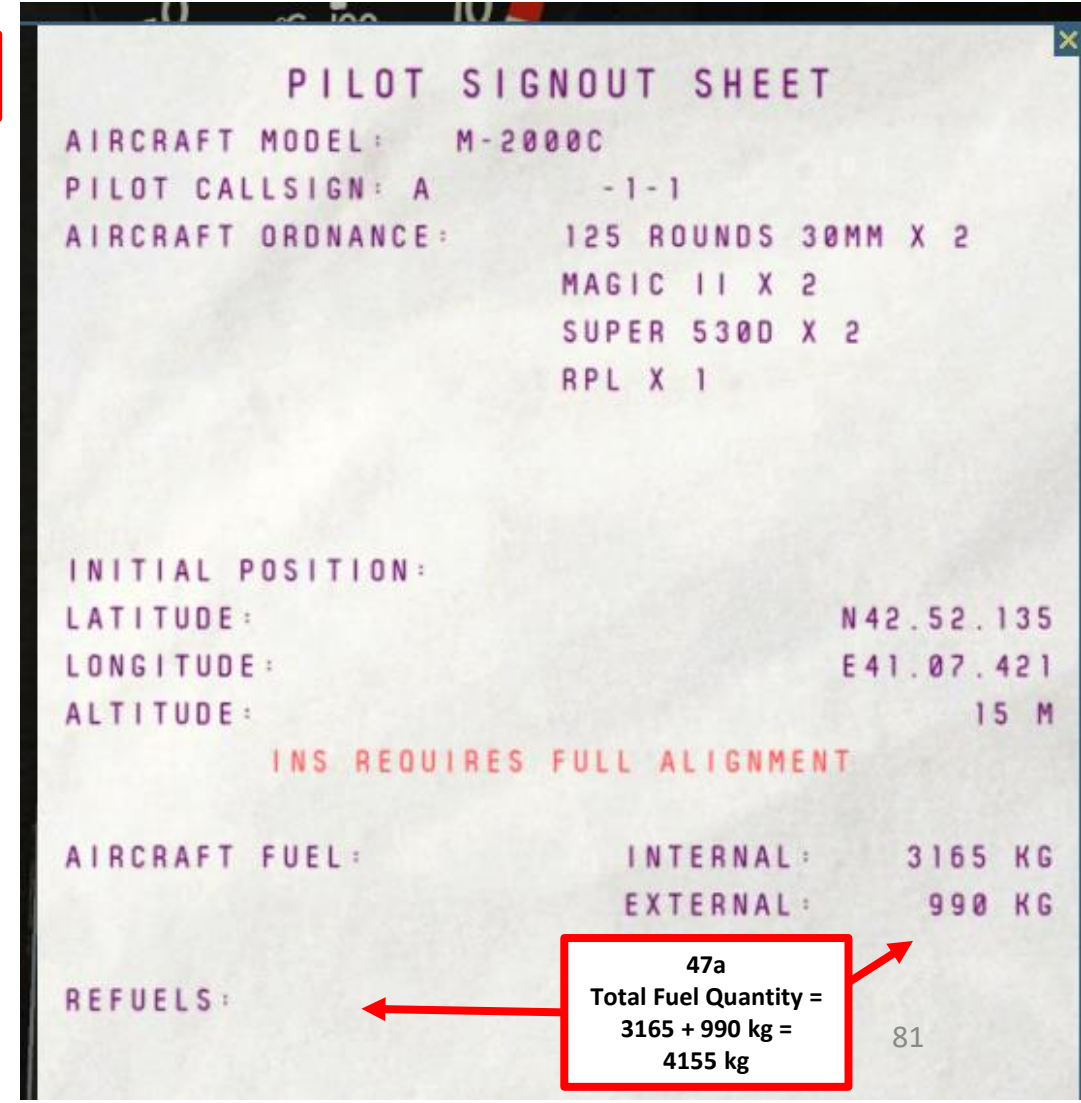 PILOT SIGNOUT SHEET
AIRCRAFT MODEL: M-2000C
PILOT CALLSIGN: A -1-1
AIRCRAFT ORDNANCE: 125 ROUNDS 30MM X 2
MAGIC II X 2
SUPER 530D X 2
RPL X 1
INITIAL POSITION:
LATITUDE: N42.52.135
LONGITUDE: E41.07.421
ALTITUDE: 15 M
INS REQUIRES FULL ALIGNMENT
AIRCRAFT FUEL: INTERNAL: 3165 KG
EXTERNAL: 990 KG
REFUELS:
47a
Total Fuel Quantity =
3165 + 990 kg =
4155 kg
81